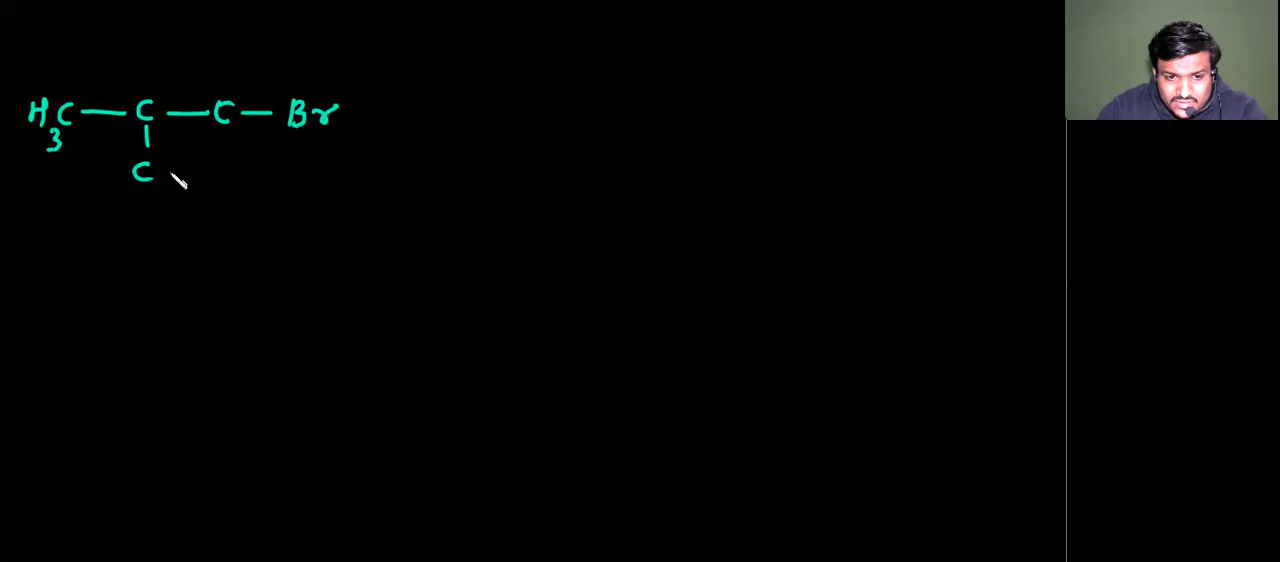 H3C — C — C — Br
|
C